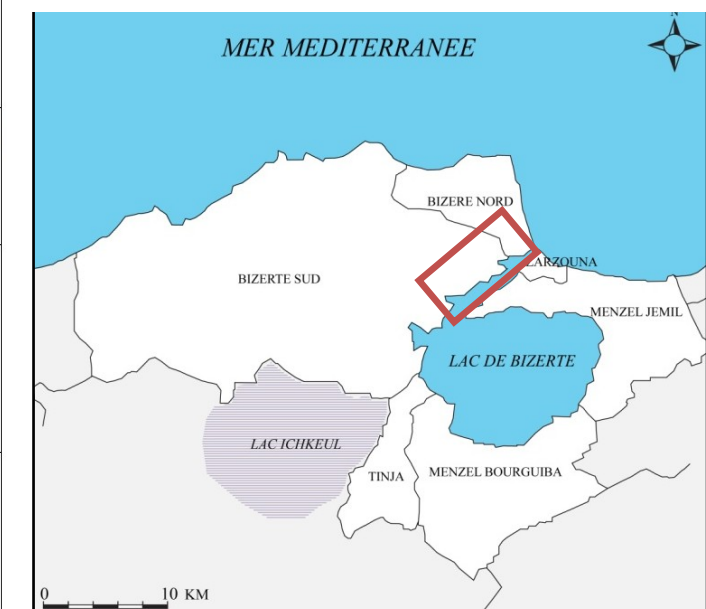 N
MER MEDITERRANEE
BIZERE NORD
ZARZOUNA
BIZERTE SUD
MENZEL JEMIL
LAC DE BIZERTE
LAC ICHKEUL
TINJA
MENZEL BOURGUIBA
0 10 KM